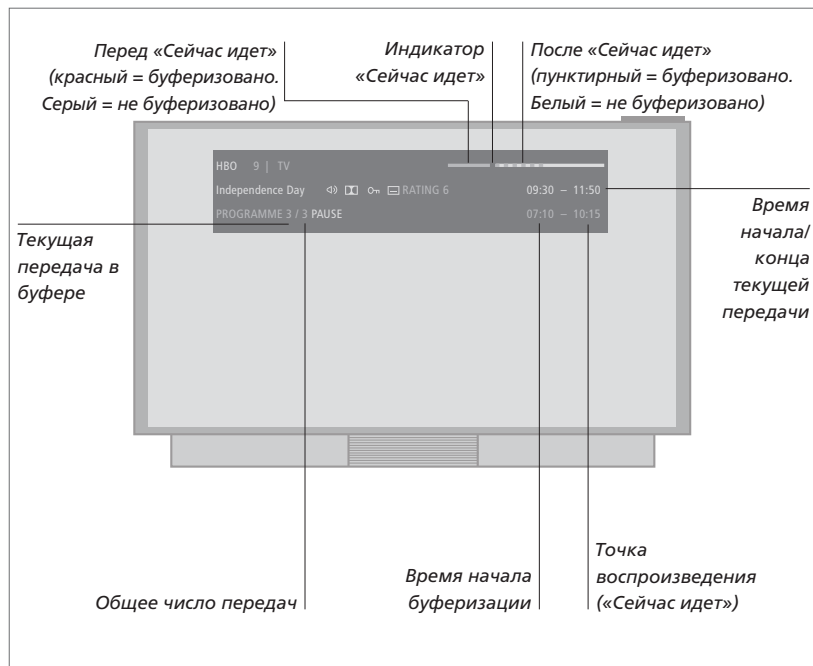 Перед «Сейчас идет»
(красный = буферизовано.
Серый = не буферизовано)
Индикатор
«Сейчас идет»
После «Сейчас идет»
(пунктирный = буферизовано.
Белый = не буферизовано)
HBO 9 | TV
Independence Day RATING 6 09:30 – 11:50
PROGRAMME 3 / 3 PAUSE 07:10 – 10:15
Текущая
передача в
буфере
Время
начала/
конца
текущей
передачи
Общее число передач
Время начала
буферизации
Точка
воспроизведения
(«Сейчас идет»)